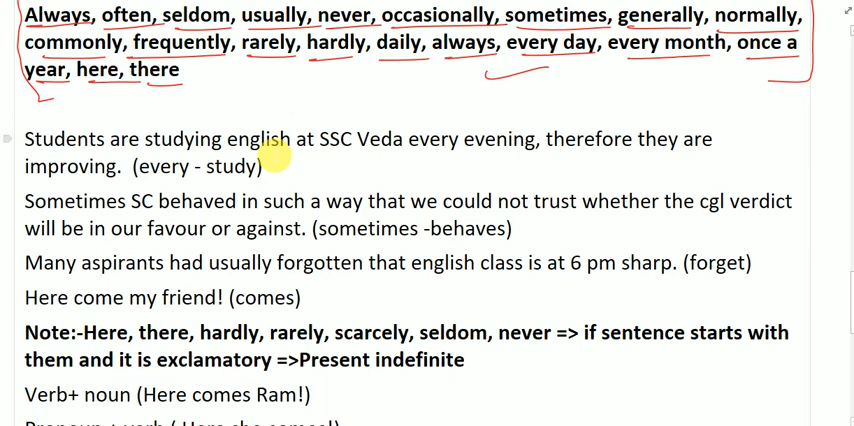 Always, often, seldom, usually, never, occasionally, sometimes, generally, normally,
commonly, frequently, rarely, hardly, daily, always, every day, every month, once a
year, here, there
Students are studying english at SSC Veda every evening, therefore they are
improving. (every - study)
Sometimes SC behaved in such a way that we could not trust whether the cgl verdict
will be in our favour or against. (sometimes -behaves)
Many aspirants had usually forgotten that english class is at 6 pm sharp. (forget)
Here come my friend! (comes)
Note:-Here, there, hardly, rarely, scarcely, seldom, never => if sentence starts with
them and it is exclamatory =>Present indefinite
Verb+ noun (Here comes Ram!)
Pronoun + verb ( Here she comes!)